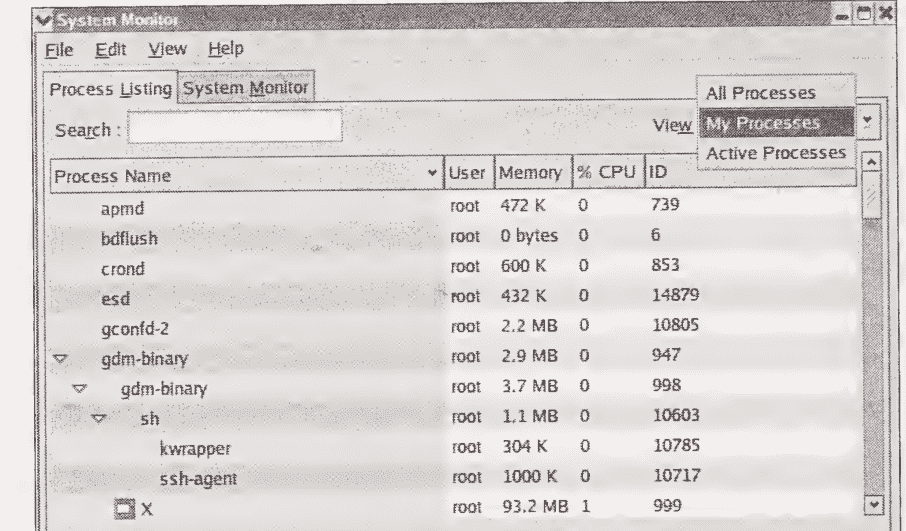 System Monitor
File Edit View Help
Process Listing System Monitor
All Processes
Search : View My Processes
Active Processes
Process Name User Memory % CPU ID
apmd root 472 K 0 739
bdflush root 0 bytes 0 6
crond root 600 K 0 853
esd root 432 K 0 14879
gconfd-2 root 2.2 MB 0 10805
gdm-binary root 2.9 MB 0 947
gdm-binary root 3.7 MB 0 998
sh root 1.1 MB 0 10603
kwrapper root 304 K 0 10785
ssh-agent root 1000 K 0 10717
X root 93.2 MB 1 999